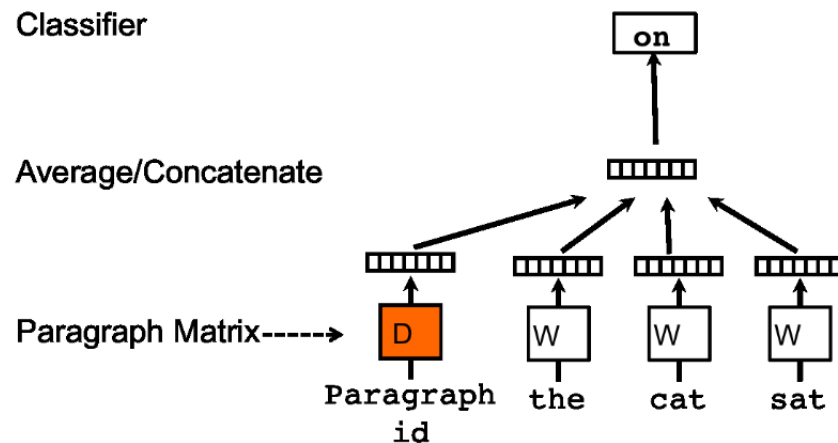 Classifier
on
Average/Concatenate
Paragraph Matrix
D
W
W
W
Paragraph
id
the
cat
sat